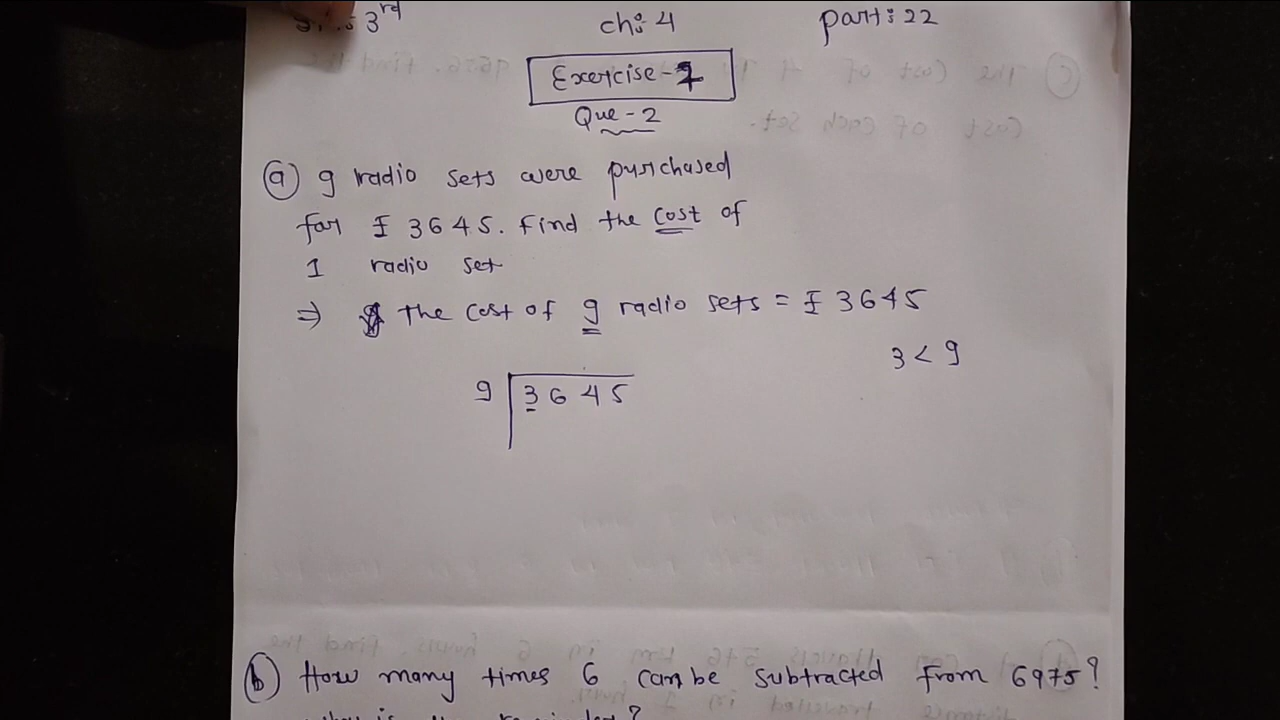 3rd ch: 4 part: 22
Exercise-7
Que-2
(a) 9 radio sets were purchased
for ₹ 3645. Find the cost of
1 radio set
⇒ the cost of 9 radio sets = ₹ 3645
3 < 9
9 3645
(b) How many times 6 can be subtracted from 6975?